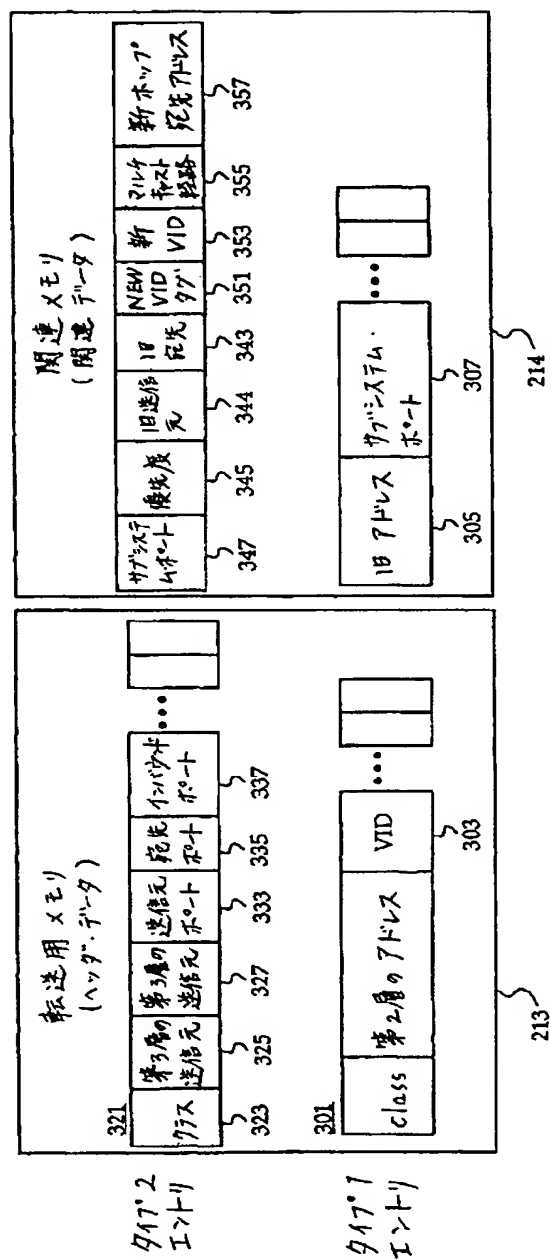 転送用メモリ
(ヘッダ・データ)
タイプ2
エントリ
321
クラス
323
第3層の
送信元
325
第3層の
送信元
327
送信元
ポート
333
宛先
ポート
335
インバウンド
ポート
337
タイプ1
エントリ
301
class
第2層のアドレス
VID
303
213
関連メモリ
(関連データ)
サブシステ
ムポート
347
優先度
345
旧送信
元
344
旧
宛先
343
NEW
VID
タグ
351
新
VID
353
マルチ
キャスト
経路
355
新ホップ
宛先アドレス
357
旧アドレス
305
サブシステム・
ポート
307
214